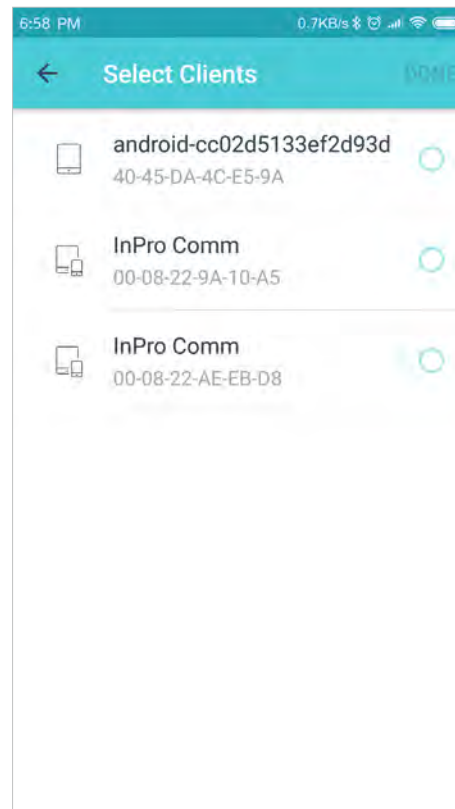 6:58 PM 0.7KB/s
Select Clients DONE
android-cc02d5133ef2d93d
40-45-DA-4C-E5-9A
InPro Comm
00-08-22-9A-10-A5
InPro Comm
00-08-22-AE-EB-D8